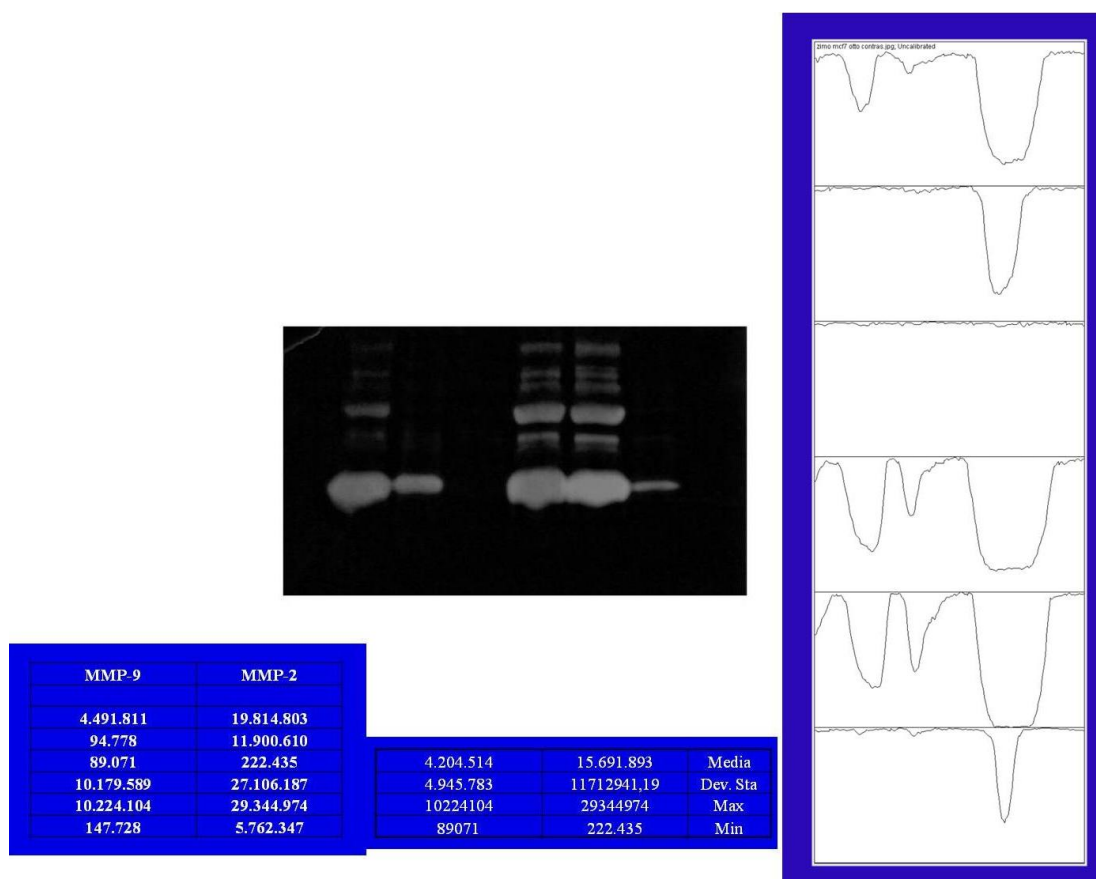 zimo mcf7 otto contras.jpg; Uncalibrated
MMP-9 MMP-2
4.491.811 19.814.803
94.778 11.900.610
89.071 222.435
10.179.589 27.106.187
10.224.104 29.344.974
147.728 5.762.347
4.204.514 15.691.893 Media
4.945.783 11712941,19 Dev. Sta
10224104 29344974 Max
89071 222.435 Min